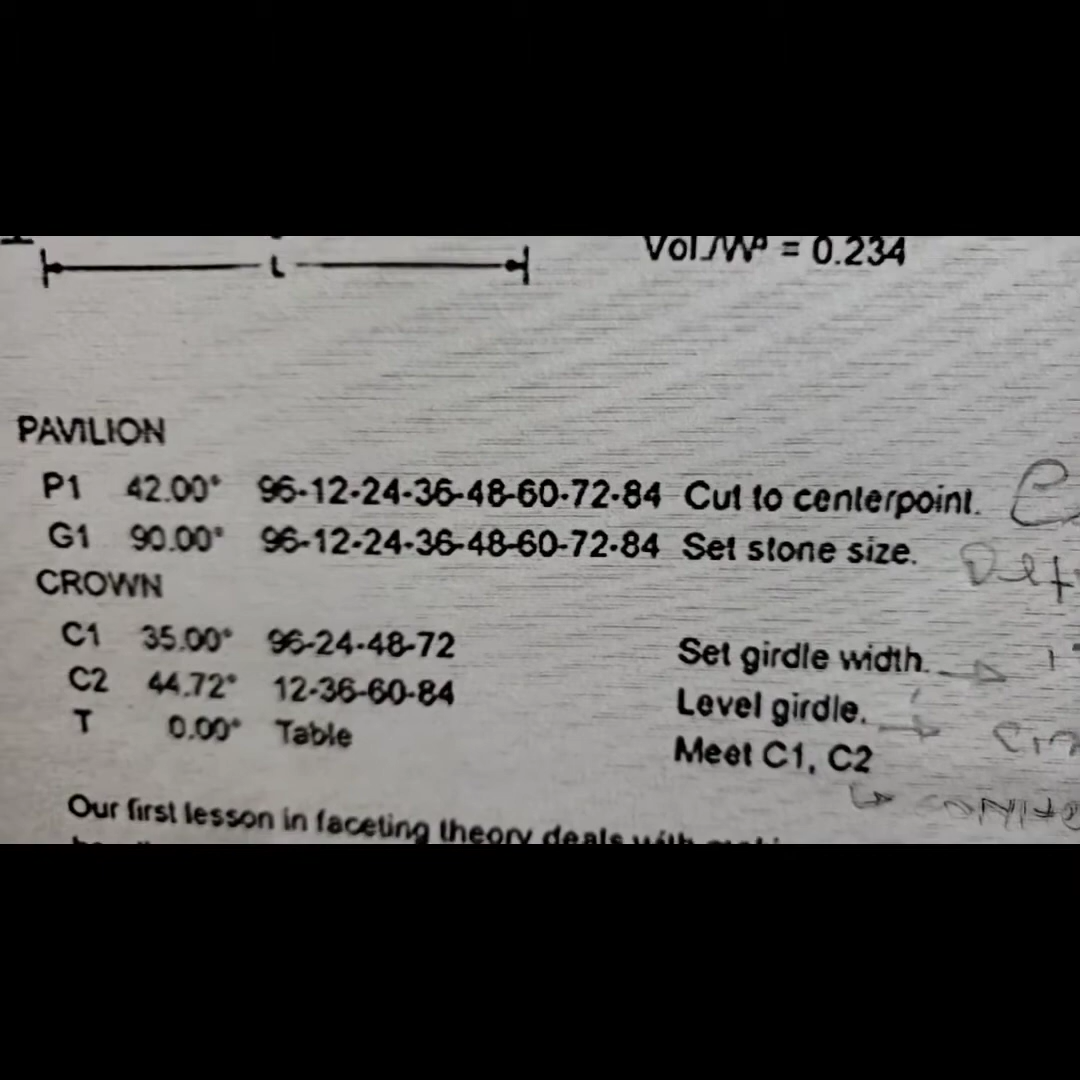 L
Vol./W³ = 0.234
PAVILION
P1 42.00° 96-12-24-36-48-60-72-84 Cut to centerpoint.
G1 90.00° 96-12-24-36-48-60-72-84 Set stone size.
CROWN
C1 35.00° 96-24-48-72 Set girdle width.
C2 44.72° 12-36-60-84 Level girdle.
T 0.00° Table Meet C1, C2
Our first lesson in faceting theory deals with